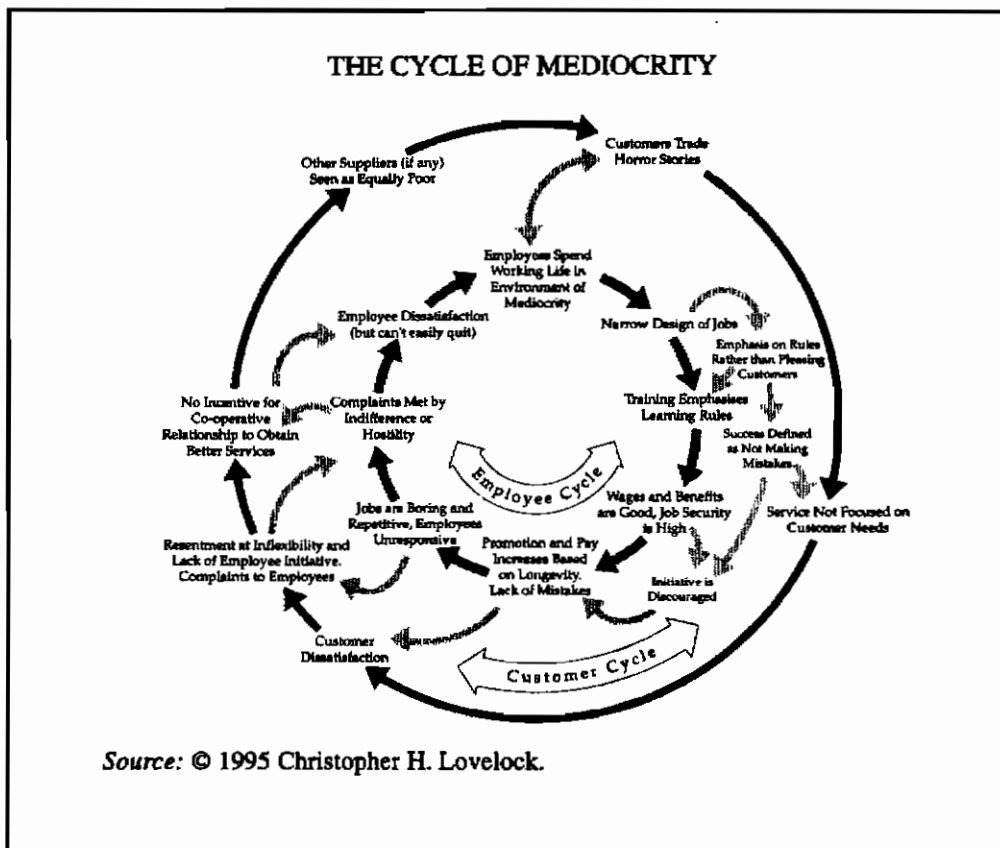 THE CYCLE OF MEDIOCRITY
Customers Trade
Horror Stories
Other Suppliers (if any)
Seen as Equally Poor
Employees Spend
Working Life in
Environment of
Mediocrity
Employee Dissatisfaction
(but can't easily quit)
Narrow Design of Jobs
Emphasis on Rules
Rather than Pleasing
Customers
No Incentive for
Co-operative
Relationship to Obtain
Better Services
Complaints Met by
Indifference or
Hostility
Training Emphasises
Learning Rules
Success Defined
as Not Making
Mistakes
Employee Cycle
Jobs are Boring and
Repetitive, Employees
Unresponsive
Wages and Benefits
are Good, Job Security
is High
Service Not Focused on
Customer Needs
Resentment at Inflexibility and
Lack of Employee Initiative.
Complaints to Employees
Promotion and Pay
Increases Based
on Longevity.
Lack of Mistakes
Initiative is
Discouraged
Customer
Dissatisfaction
Customer Cycle
Source: © 1995 Christopher H. Lovelock.